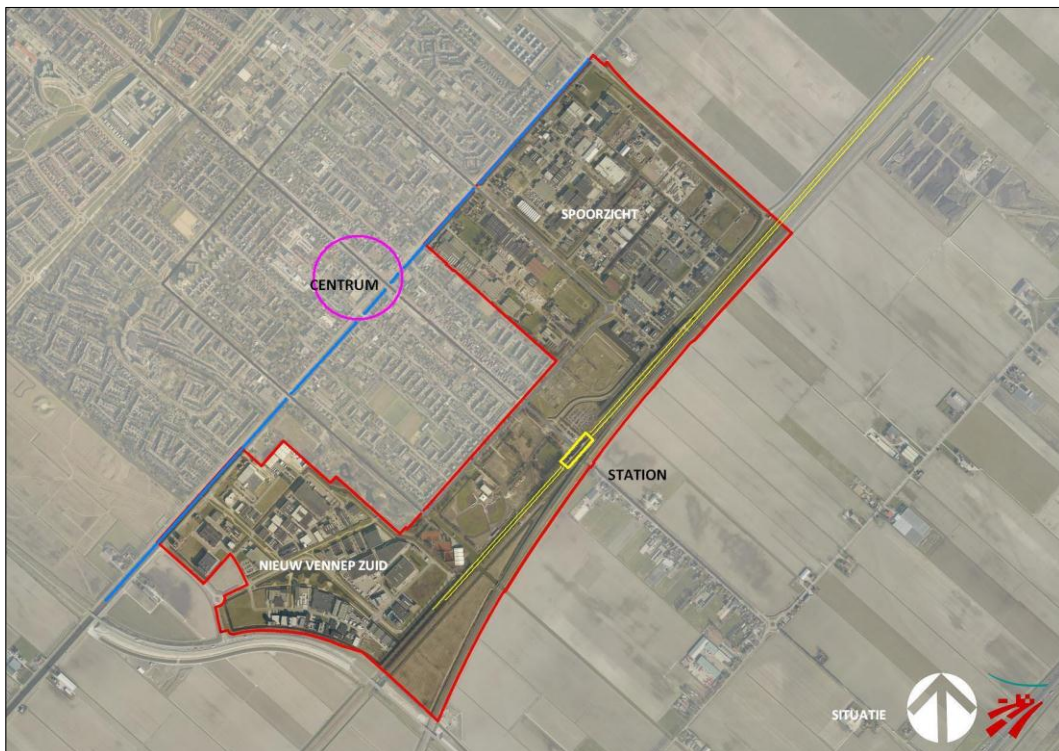 SPOORZICHT
CENTRUM
STATION
NIEUW VENNEP ZUID
SITUATIE